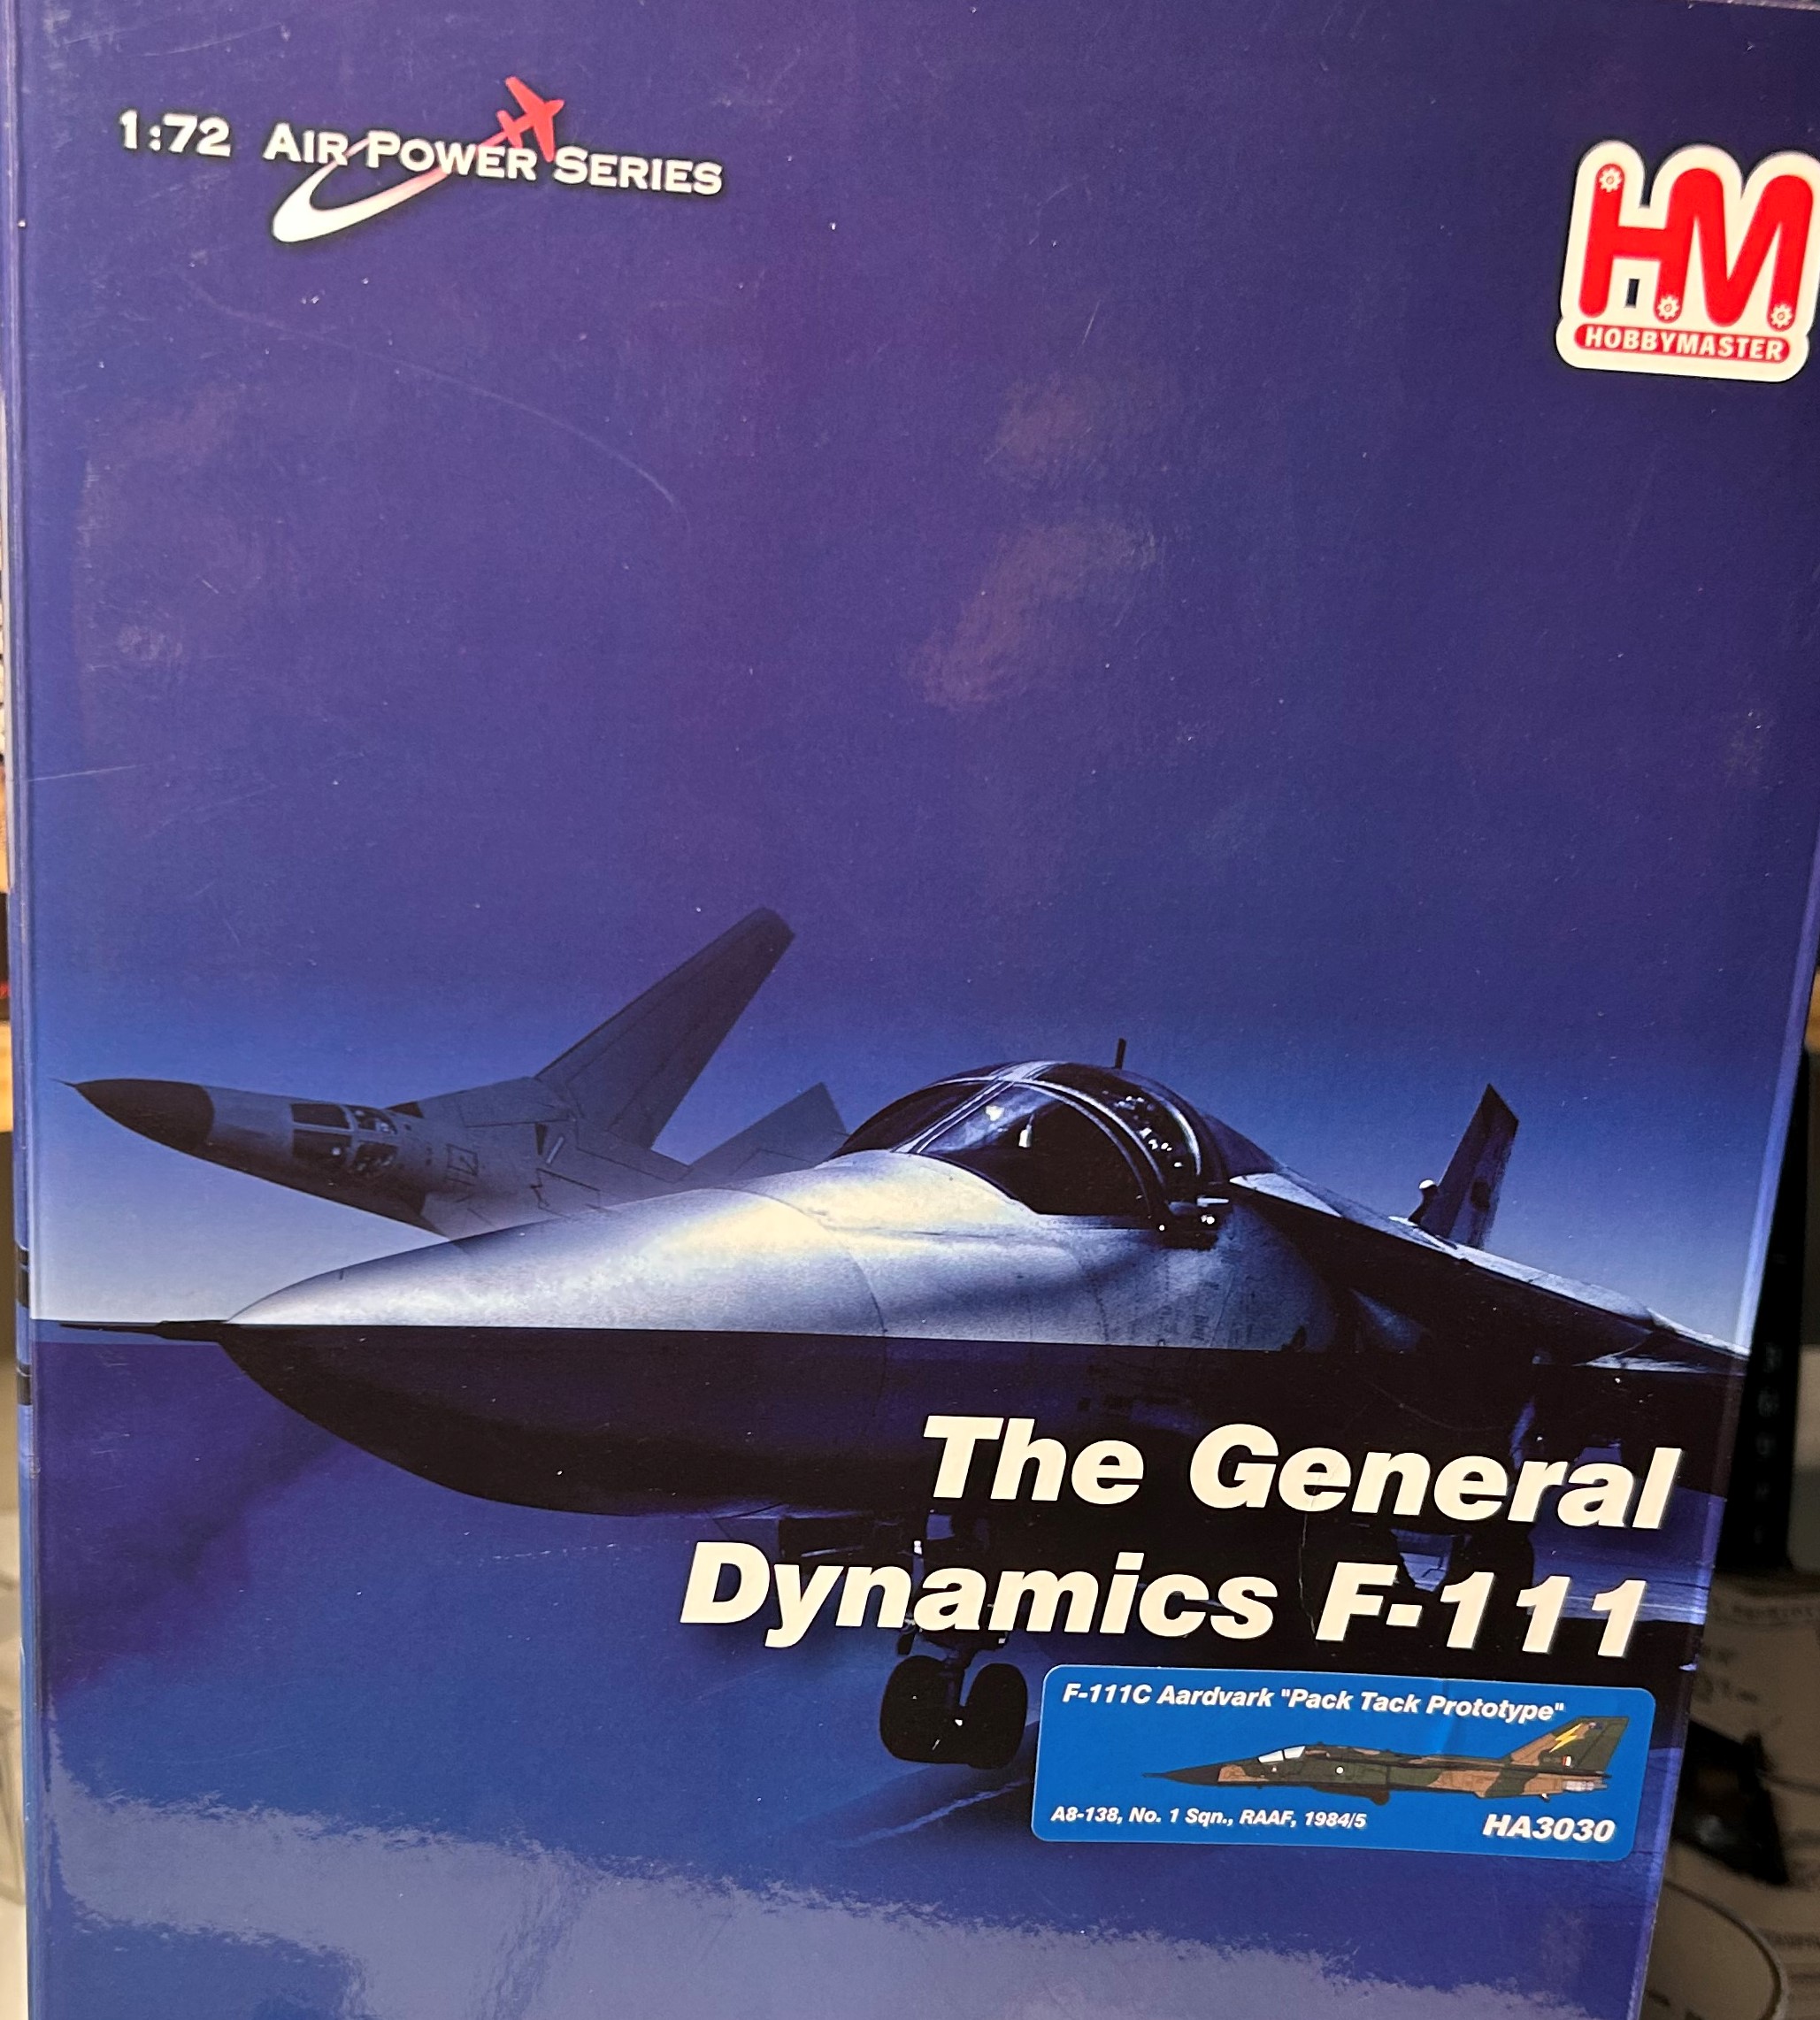 1:72 AIR POWER SERIES
HM
HOBBYMASTER
The General
Dynamics F-111
F-111C Aardvark "Pack Tack Prototype"
A8-138, No. 1 Sqn., RAAF, 1984/5
HA3030